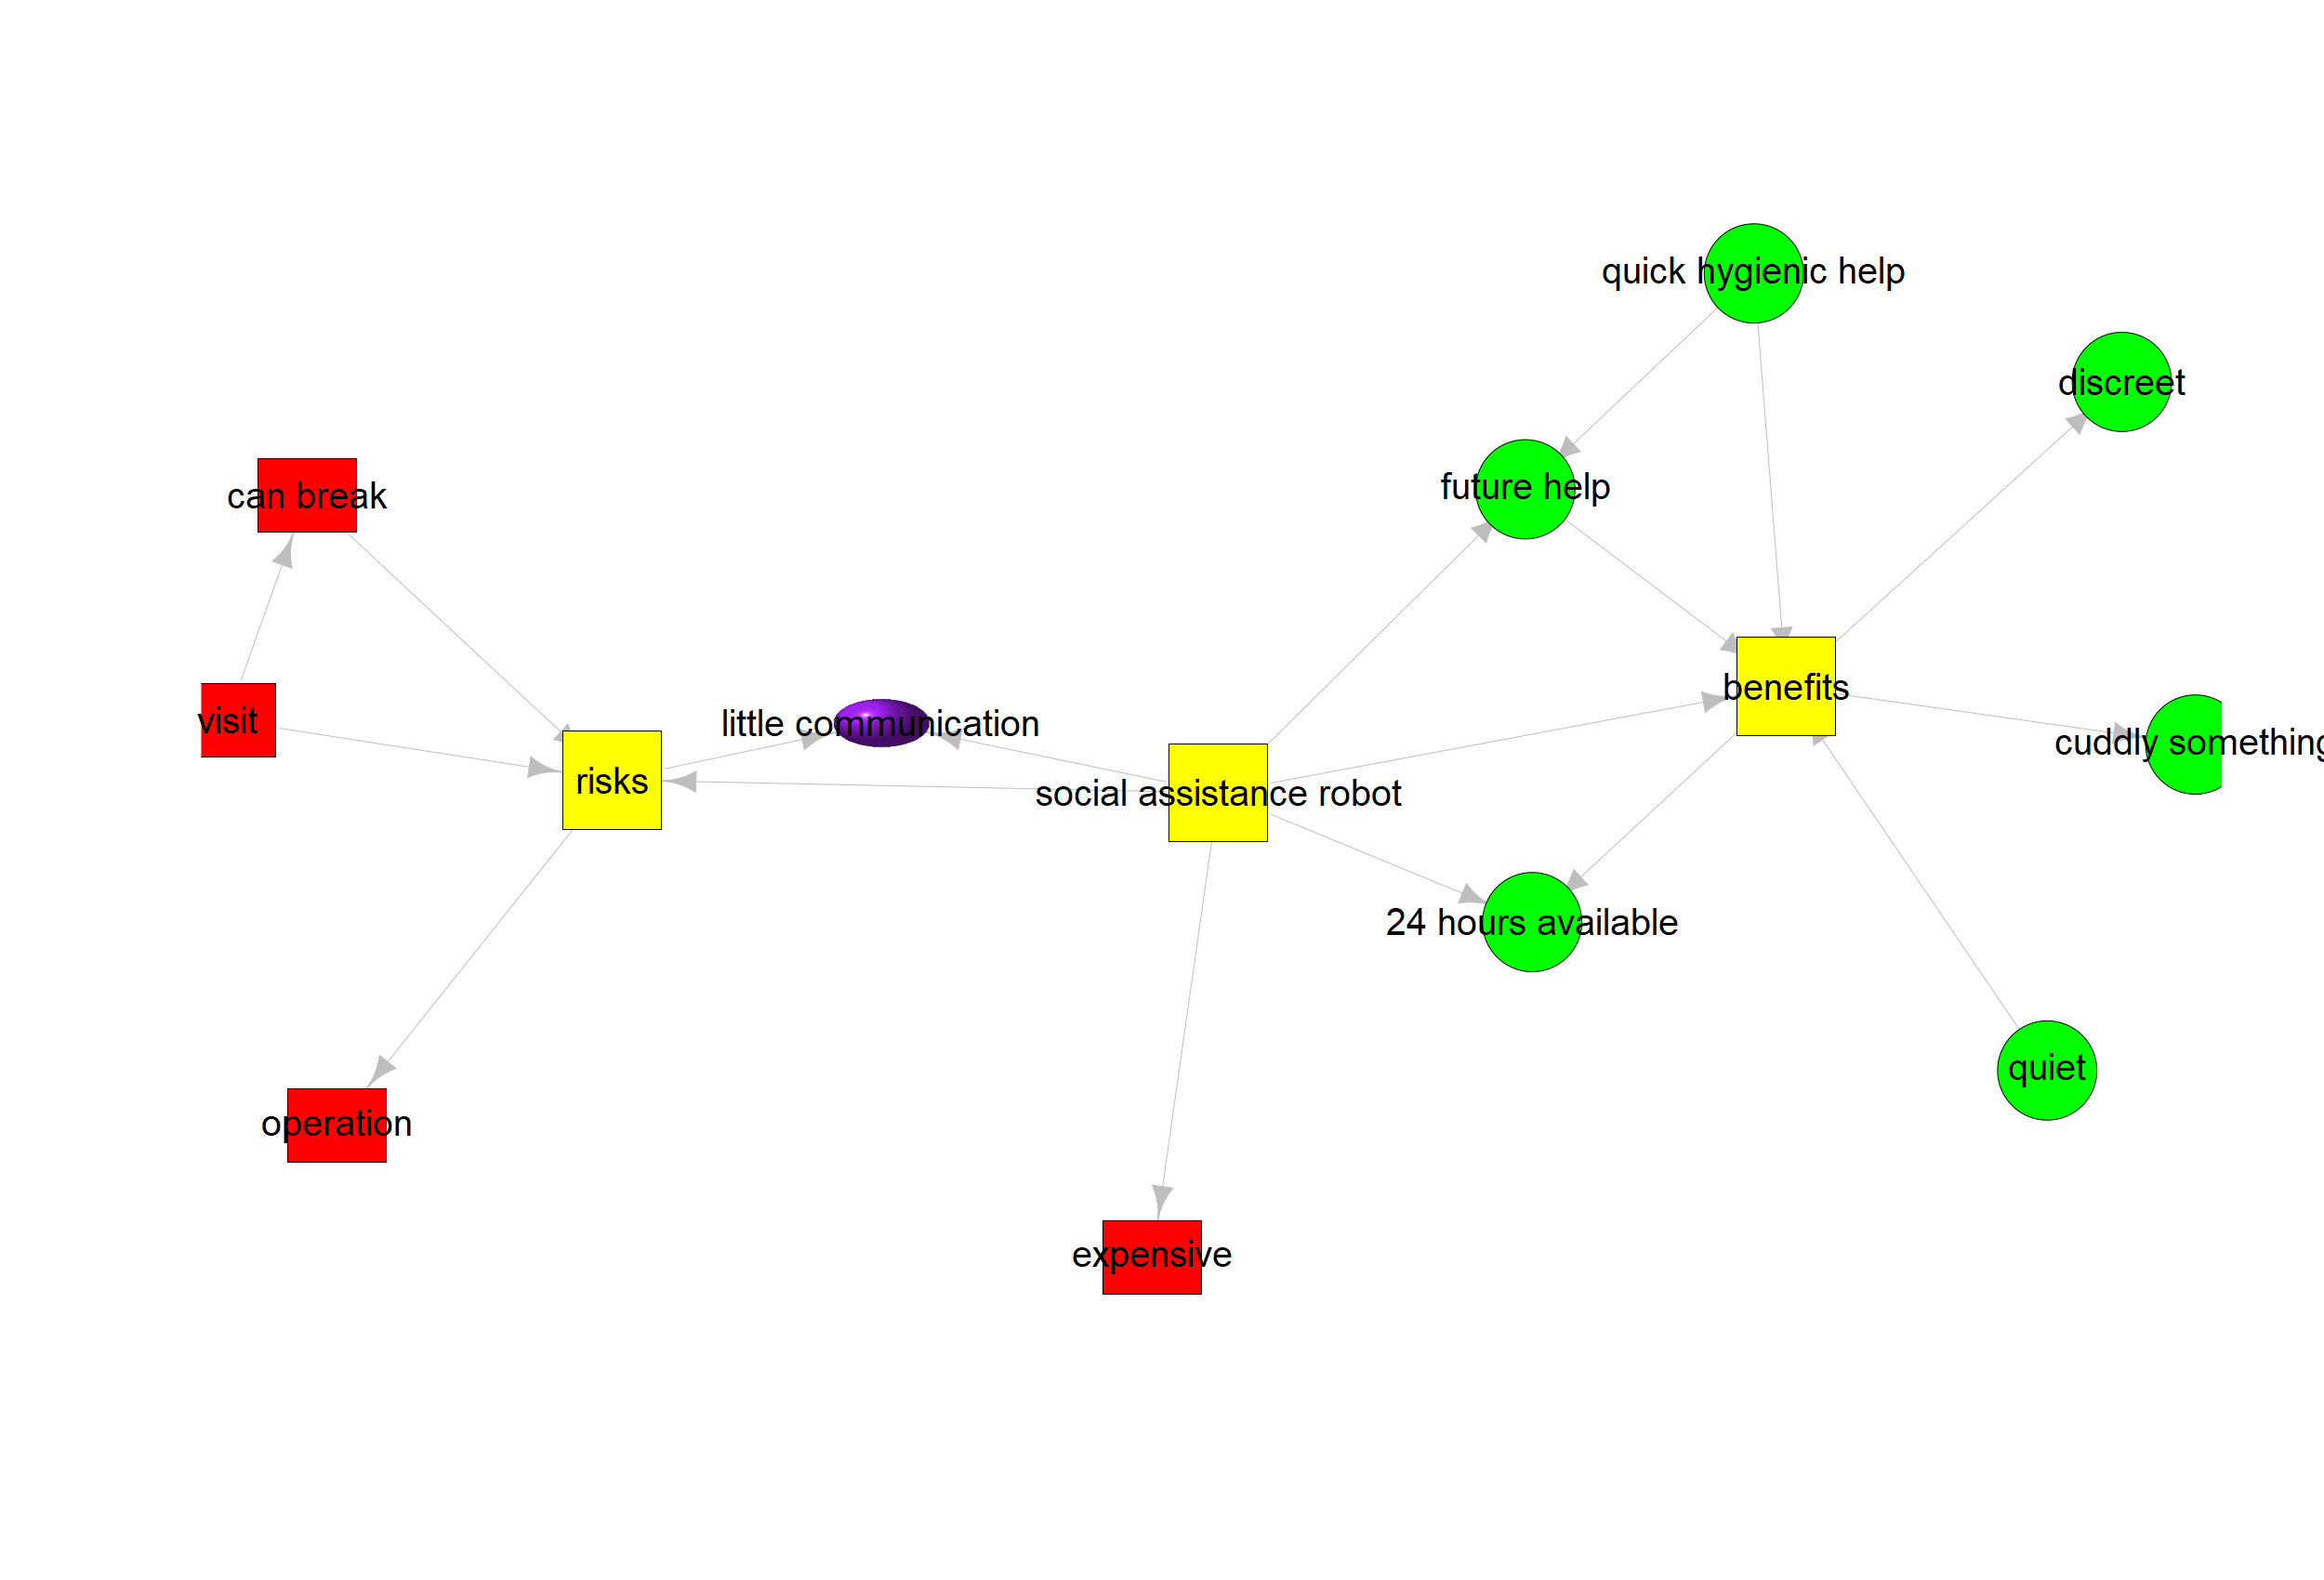 quick hygienic help
discreet
future help
can break
benefits
visit
little communication
cuddly something
risks
social assistance robot
24 hours available
quiet
operation
expensive